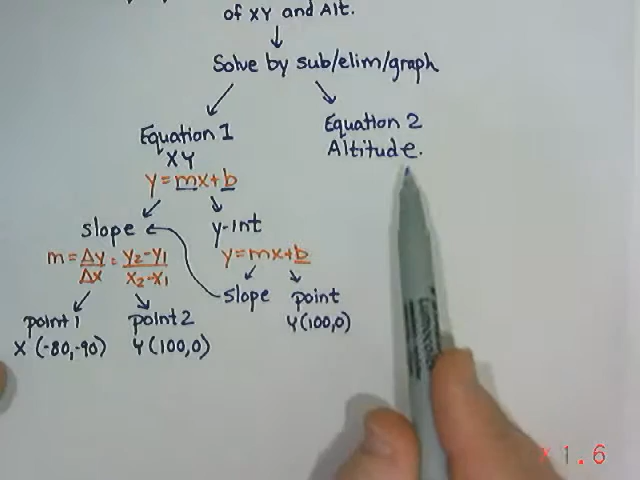 of XY and Alt.
Solve by sub/elim/graph
Equation 1
XY
y=mx+b
Equation 2
Altitude.
slope
m=Δy/Δx=y₂-y₁/x₂-x₁
y-int
y=mx+b
point 1
X (-80,-90)
point 2
Y (100,0)
slope
point
Y (100,0)
x1.6